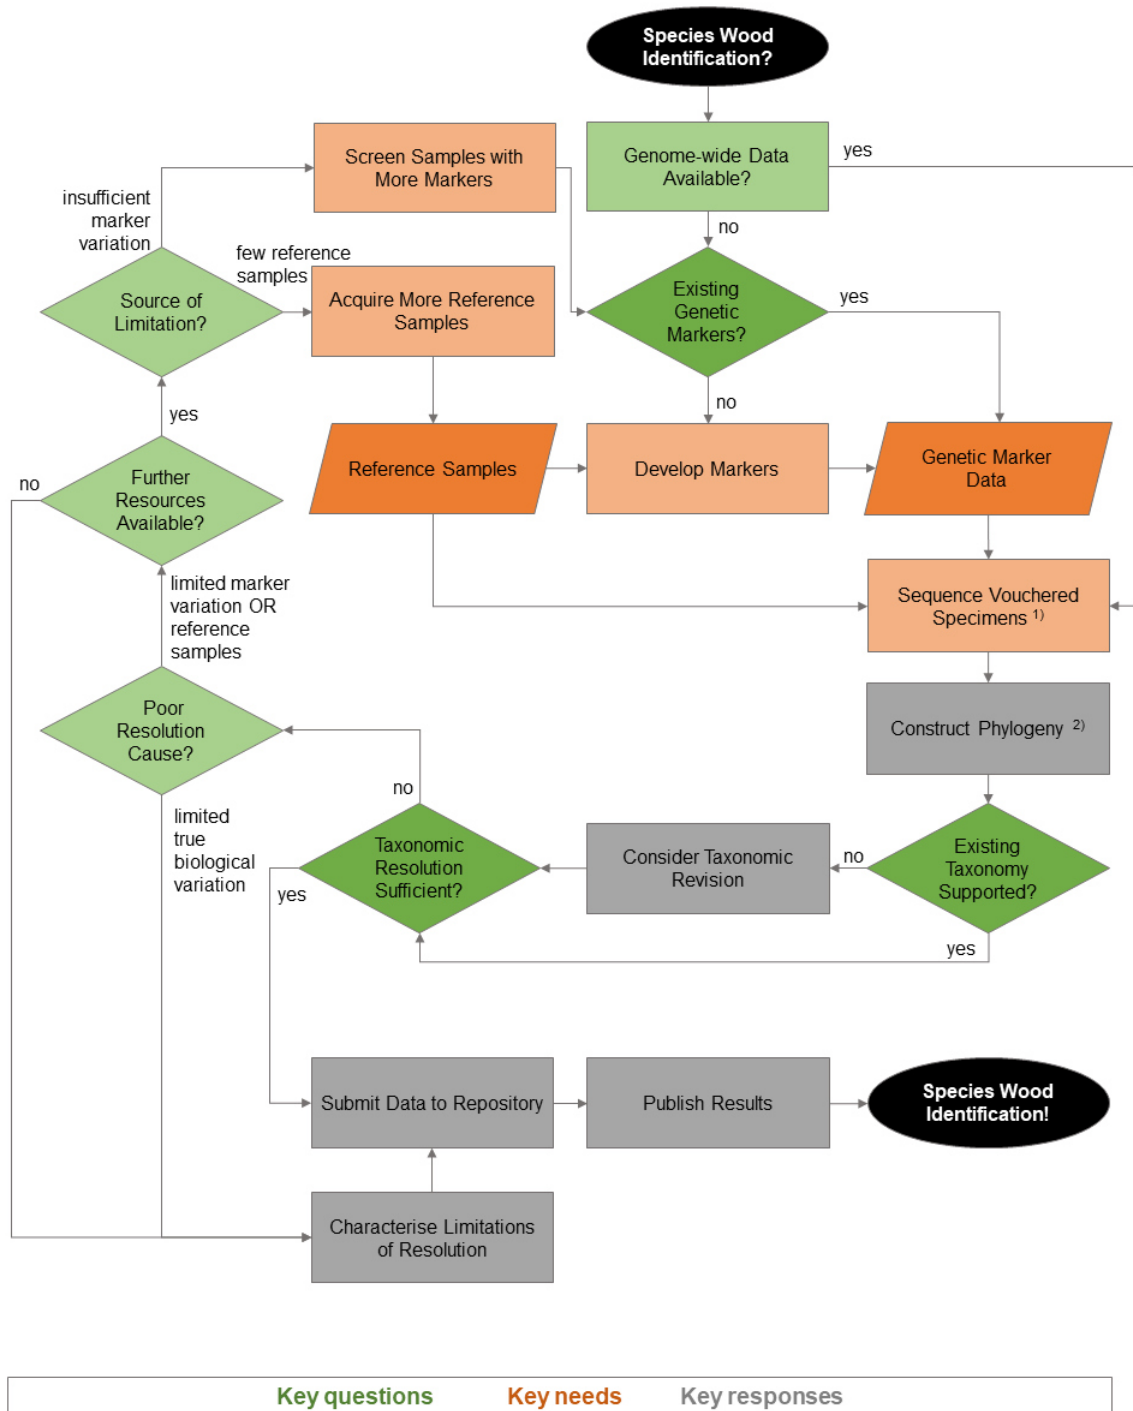 Species Wood
Identification?
Screen Samples with
More Markers
Genome-wide Data
Available?
yes
insufficient
marker
variation
no
few reference
samples
Source of
Limitation?
Acquire More Reference
Samples
Existing
Genetic
Markers?
yes
yes
no
no
Further
Resources
Available?
Reference Samples
Develop Markers
Genetic Marker
Data
limited marker
variation OR
reference
samples
Sequence Vouchered
Specimens 1)
Poor
Resolution
Cause?
Construct Phylogeny 2)
no
limited
true
biological
variation
Taxonomic
Resolution
Sufficient?
yes
Consider Taxonomic
Revision
no
Existing
Taxonomy
Supported?
yes
Submit Data to Repository
Publish Results
Species Wood
Identification!
Characterise Limitations
of Resolution
Key questions Key needs Key responses